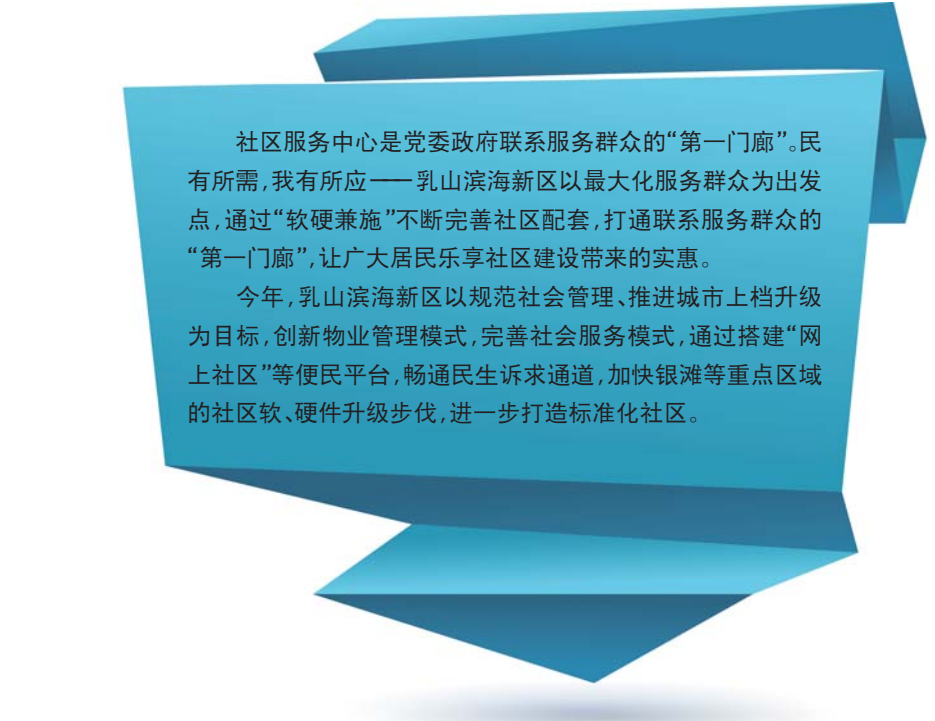 社区服务中心是党委政府联系服务群众的“第一门廊”。民
有所需,我有所应——乳山滨海新区以最大化服务群众为出发
点,通过“软硬兼施”不断完善社区配套,打通联系服务群众的
“第一门廊”,让广大居民乐享社区建设带来的实惠。
今年,乳山滨海新区以规范社会管理、推进城市上档升级
为目标,创新物业管理模式,完善社会服务模式,通过搭建“网
上社区”等便民平台,畅通民生诉求通道,加快银滩等重点区域
的社区软、硬件升级步伐,进一步打造标准化社区。